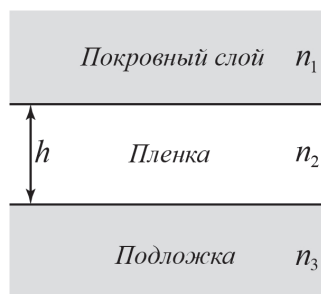 Покровный слой n₁
h Пленка n₂
Подложка n₃